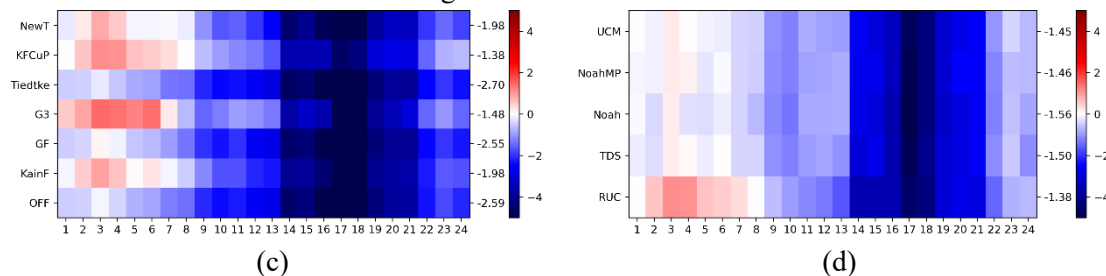 NewT
KFCuP
Tiedtke
G3
GF
KainF
OFF
-1.98
-1.38
-2.70
-1.48
-2.55
-1.98
-2.59
4
2
0
-2
-4
1 2 3 4 5 6 7 8 9 10 11 12 13 14 15 16 17 18 19 20 21 22 23 24
(c)
UCM
NoahMP
Noah
TDS
RUC
-1.45
-1.46
-1.56
-1.50
-1.38
4
2
0
-2
-4
1 2 3 4 5 6 7 8 9 10 11 12 13 14 15 16 17 18 19 20 21 22 23 24
(d)